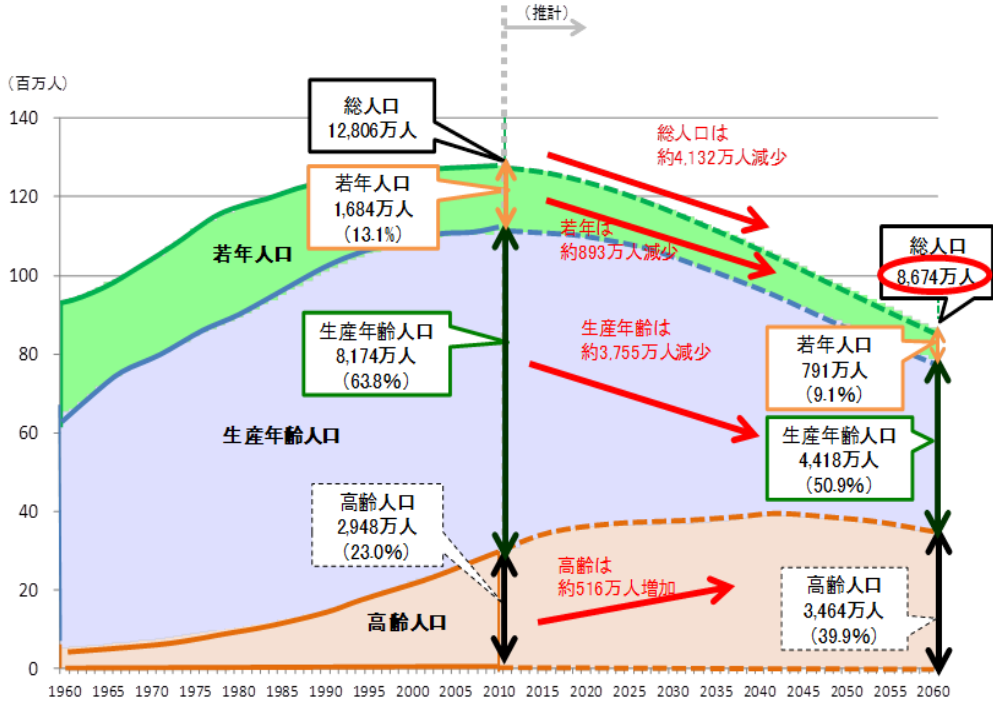 (推計)
(百万人)
140
120
100
80
60
40
20
0
総人口
12,806万人
若年人口
1,684万人
(13.1%)
総人口は
約4.132万人減少
若年人口
若年は
約893万人減少
総人口
8,674万人
生産年齢人口
8,174万人
(63.8%)
生産年齢は
約3.755万人減少
若年人口
791万人
(9.1%)
生産年齢人口
生産年齢人口
4,418万人
(50.9%)
高齢人口
2,948万人
(23.0%)
高齢は
約516万人増加
高齢人口
高齢人口
3,464万人
(39.9%)
1960 1965 1970 1975 1980 1985 1990 1995 2000 2005 2010 2015 2020 2025 2030 2035 2040 2045 2050 2055 2060